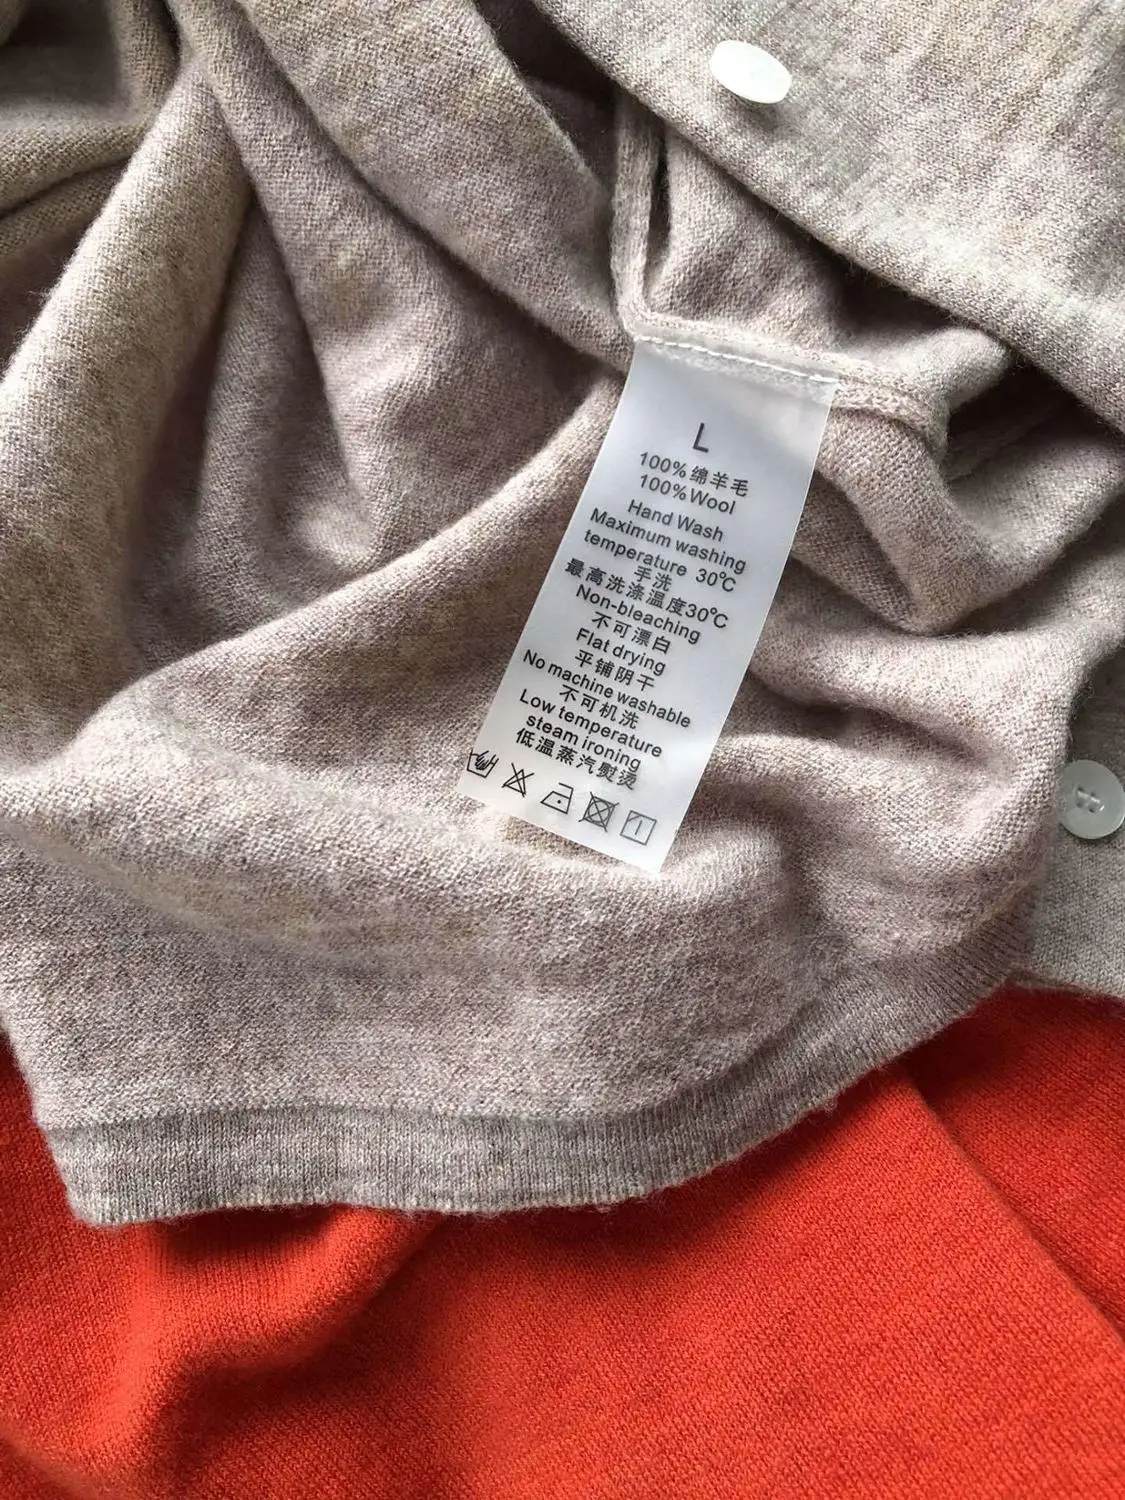 L
100%绵羊毛
100%Wool
Hand Wash
Maximum washing
temperature 30℃
手洗
最高洗涤温度30℃
Non-bleaching
不可漂白
Flat drying
平铺阴干
No machine washable
不可机洗
Low temperature
steam ironing
低温蒸汽熨烫